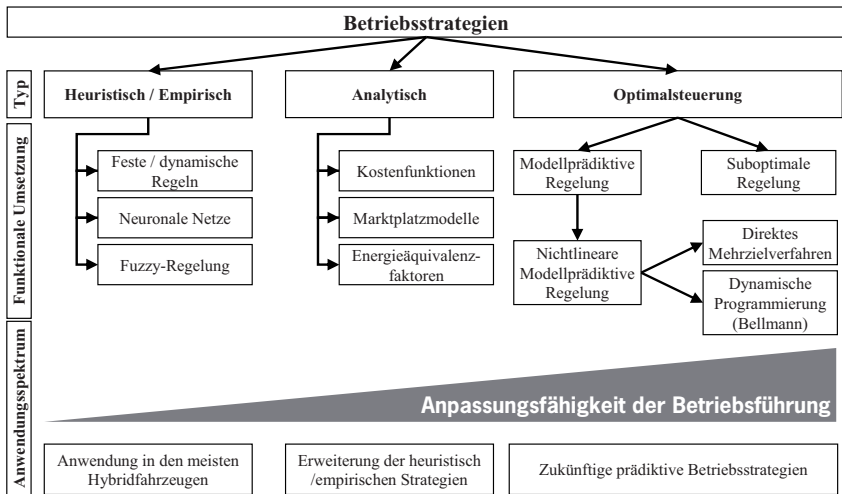 Betriebsstrategien
Typ
Heuristisch / Empirisch
Analytisch
Optimalsteuerung
Funktionale Umsetzung
Feste / dynamische
Regeln
Neuronale Netze
Fuzzy-Regelung
Kostenfunktionen
Marktplatzmodelle
Energieäquivalenz-
faktoren
Modellprädiktive
Regelung
Suboptimale
Regelung
Nichtlineare
Modellprädiktive
Regelung
Direktes
Mehrzielverfahren
Dynamische
Programmierung
(Bellmann)
Anwendungsspektrum
Anpassungsfähigkeit der Betriebsführung
Anwendung in den meisten
Hybridfahrzeugen
Erweiterung der heuristisch
/empirischen Strategien
Zukünftige prädiktive Betriebsstrategien